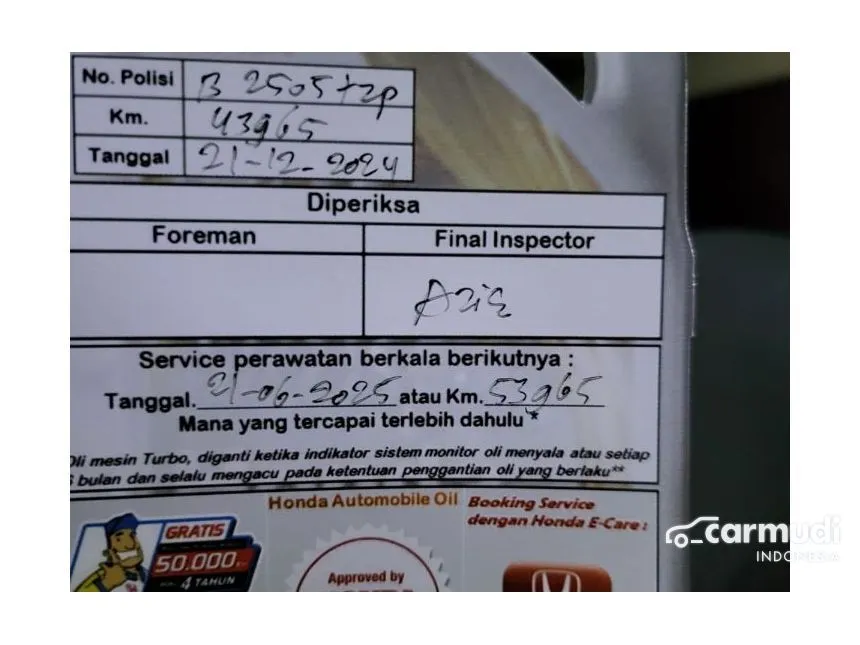 No. Polisi B 2505 tzp
Km. 43965
Tanggal 21-12-2024
Diperiksa
Foreman Final Inspector
Service perawatan berkala berikutnya :
Tanggal. 21-06-2025 atau Km. 53965
Mana yang tercapai terlebih dahulu *
Oli mesin Turbo, diganti ketika indikator sistem monitor oli menyala atau setiap
6 bulan dan selalu mengacu pada ketentuan penggantian oli yang berlaku**
Honda Automobile Oil
Booking Service
dengan Honda E-Care :
GRATIS
50.000
4 TAHUN
Approved by
carmudi
INDONESIA